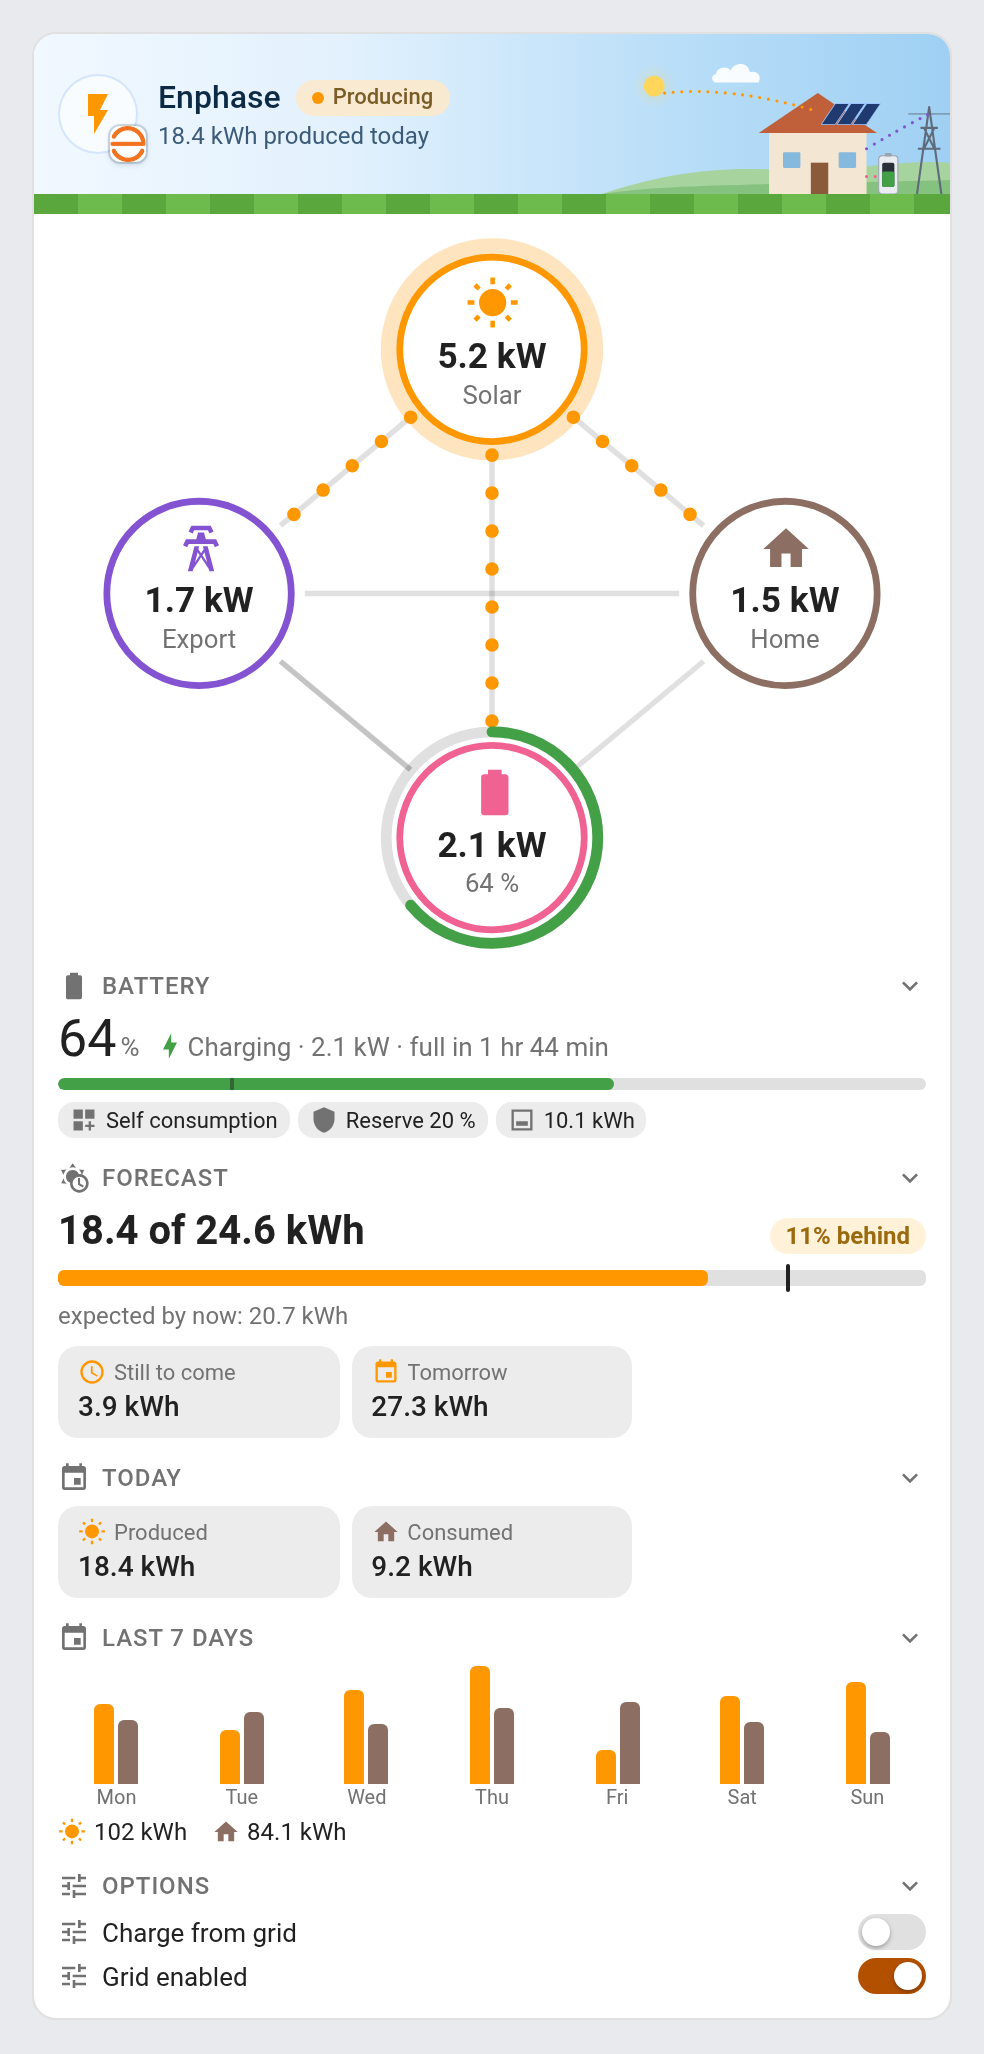 Enphase
Producing
18.4 kWh produced today
5.2 kW
Solar
1.7 kW
Export
1.5 kW
Home
2.1 kW
64 %
BATTERY
64 %
Charging · 2.1 kW · full in 1 hr 44 min
Self consumption
Reserve 20 %
10.1 kWh
FORECAST
18.4 of 24.6 kWh
11% behind
expected by now: 20.7 kWh
Still to come
3.9 kWh
Tomorrow
27.3 kWh
TODAY
Produced
18.4 kWh
Consumed
9.2 kWh
LAST 7 DAYS
Mon Tue Wed Thu Fri Sat Sun
102 kWh
84.1 kWh
OPTIONS
Charge from grid
Grid enabled